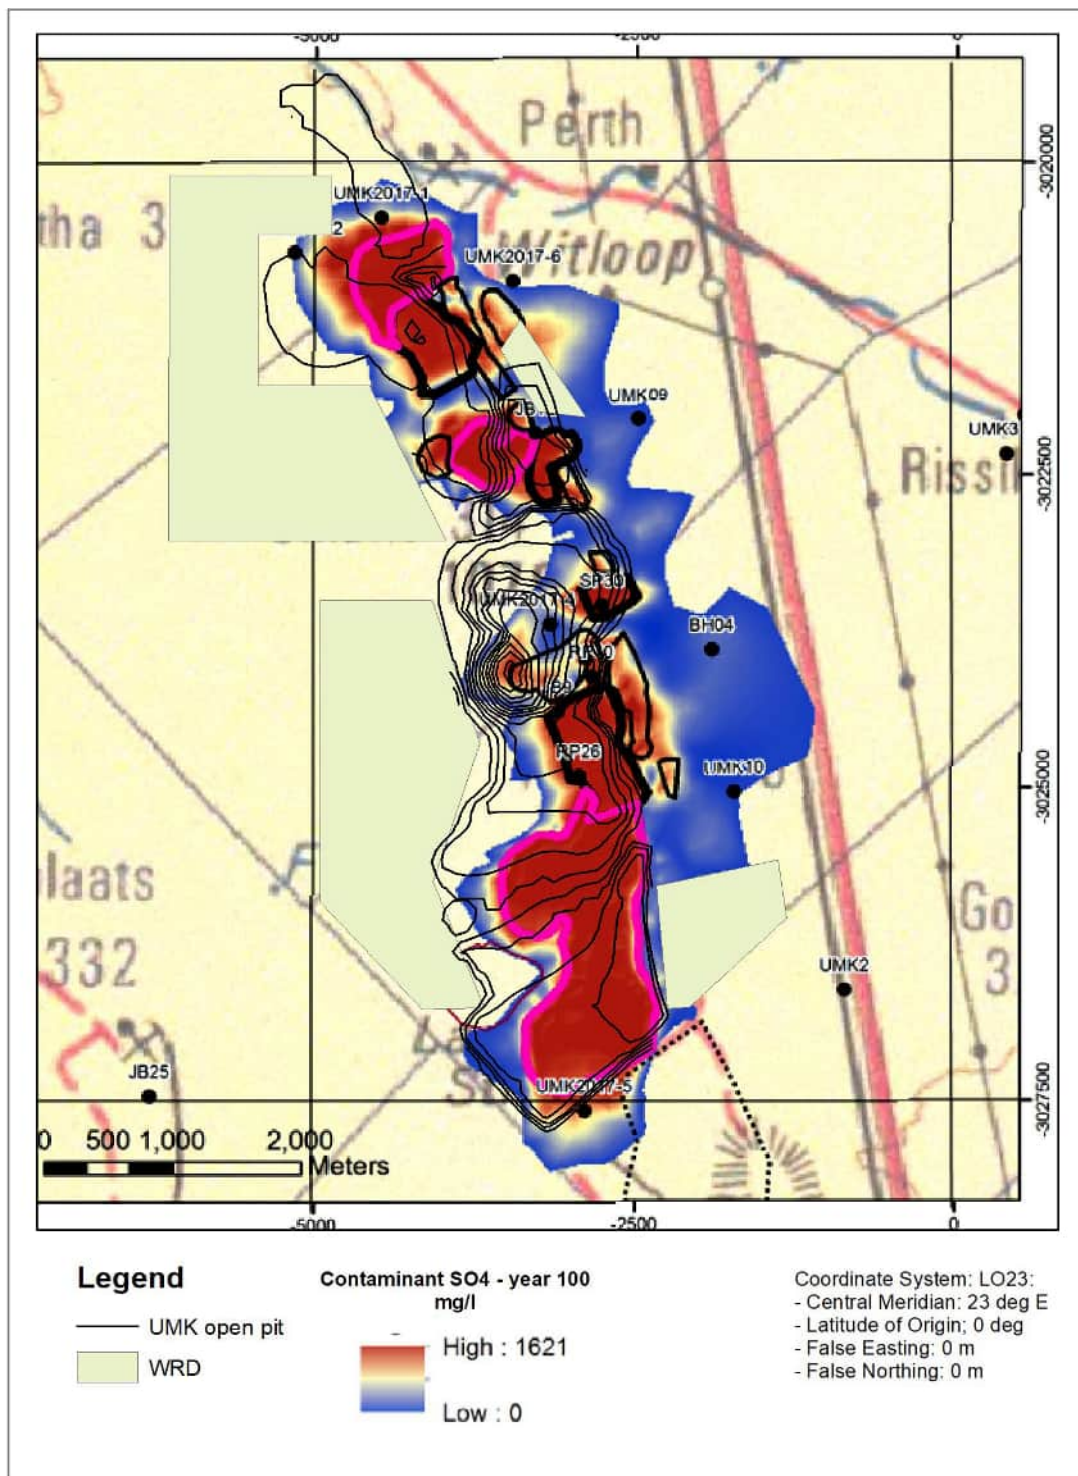 -5000 -2500 0
Perth
-3020000
UMK2017-1
tha 3
2
UMK2017-6
Witloop
JB
UMK09
UMK3
Rissi
-3022500
SP30
UMK2017-4
BH04
RP26
UMK10
-3025000
laats
Go
332
UMK2
3
JB25
UMK2017-5
-3027500
0 500 1,000 2,000
Meters
-5000 -2500 0
Legend
UMK open pit
WRD
Contaminant SO4 - year 100
mg/l
High : 1621
Low : 0
Coordinate System: LO23:
- Central Meridian: 23 deg E
- Latitude of Origin; 0 deg
- False Easting: 0 m
- False Northing: 0 m